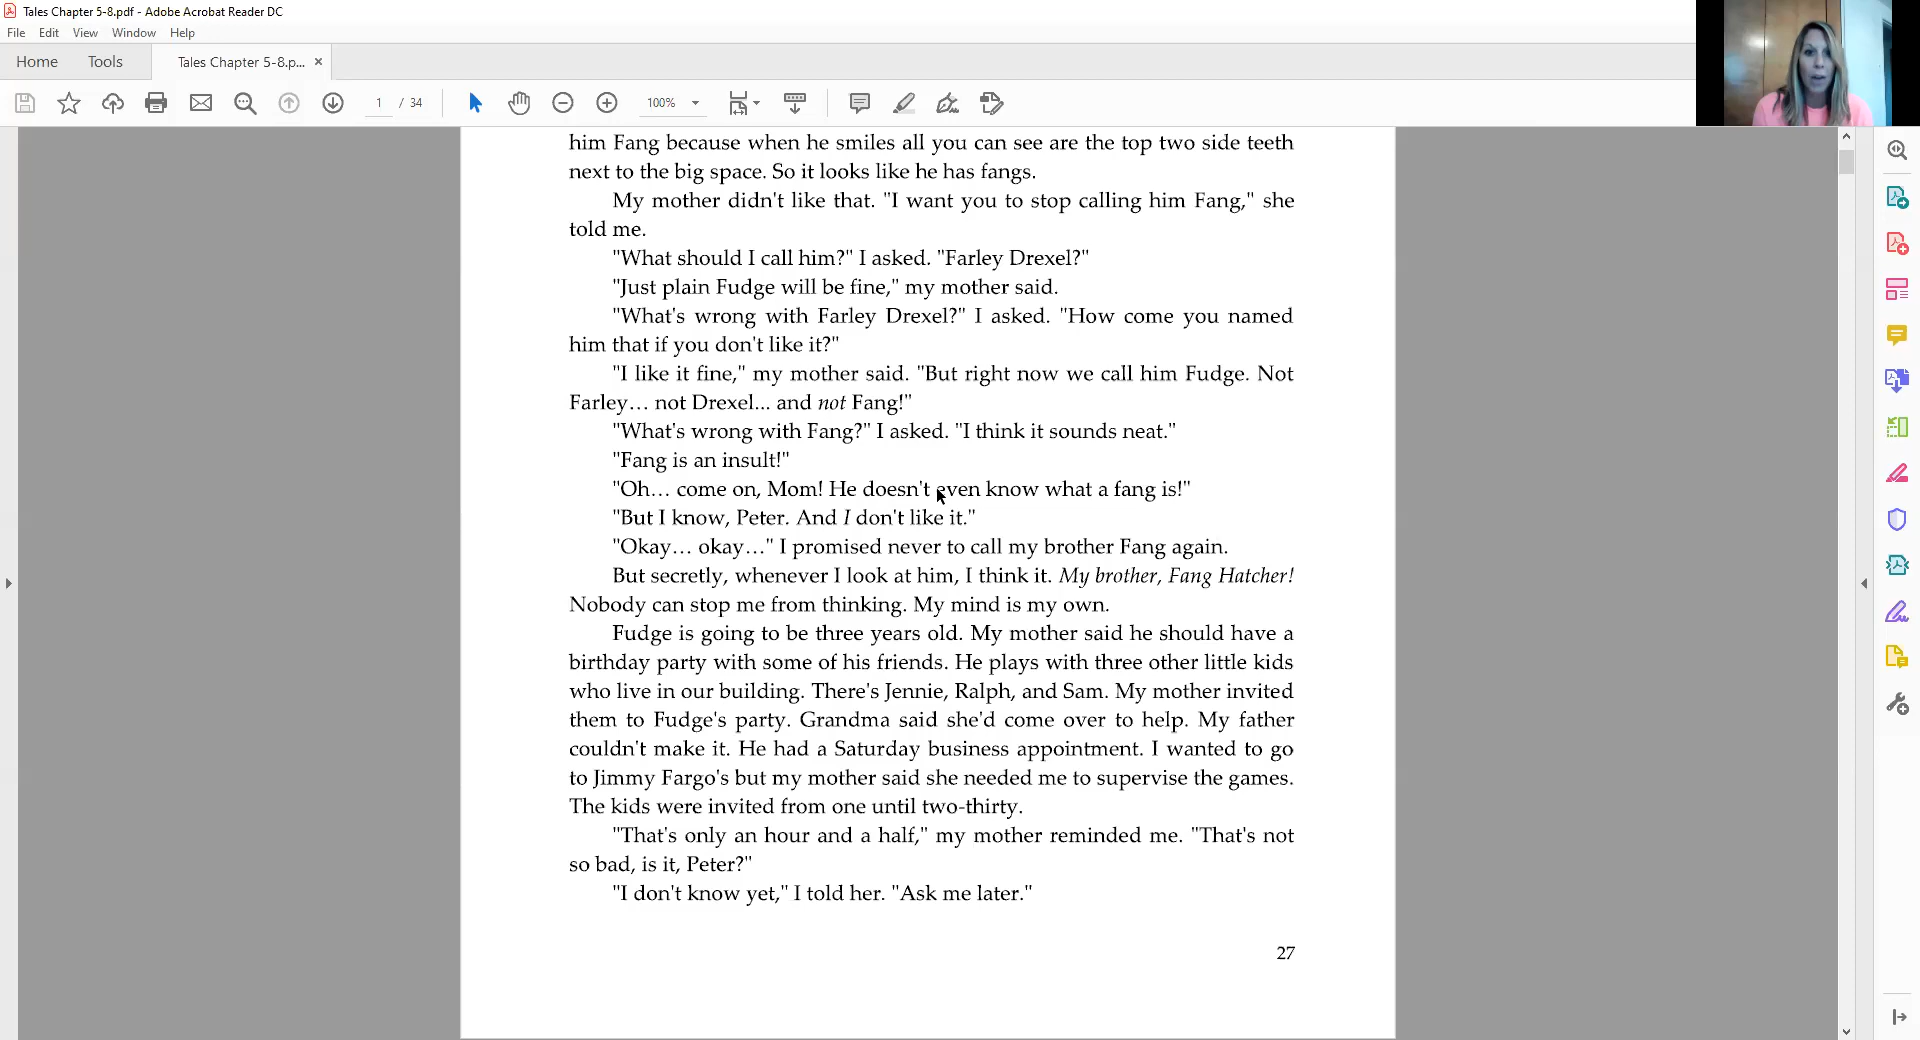 Tales Chapter 5-8.pdf - Adobe Acrobat Reader DC
File Edit View Window Help
Home Tools Tales Chapter 5-8.p... ×
1 / 34 100%
him Fang because when he smiles all you can see are the top two side teeth
next to the big space. So it looks like he has fangs.
My mother didn't like that. "I want you to stop calling him Fang," she
told me.
"What should I call him?" I asked. "Farley Drexel?"
"Just plain Fudge will be fine," my mother said.
"What's wrong with Farley Drexel?" I asked. "How come you named
him that if you don't like it?"
"I like it fine," my mother said. "But right now we call him Fudge. Not
Farley… not Drexel... and not Fang!"
"What's wrong with Fang?" I asked. "I think it sounds neat."
"Fang is an insult!"
"Oh… come on, Mom! He doesn't even know what a fang is!"
"But I know, Peter. And I don't like it."
"Okay… okay…" I promised never to call my brother Fang again.
But secretly, whenever I look at him, I think it. My brother, Fang Hatcher!
Nobody can stop me from thinking. My mind is my own.
Fudge is going to be three years old. My mother said he should have a
birthday party with some of his friends. He plays with three other little kids
who live in our building. There's Jennie, Ralph, and Sam. My mother invited
them to Fudge's party. Grandma said she'd come over to help. My father
couldn't make it. He had a Saturday business appointment. I wanted to go
to Jimmy Fargo's but my mother said she needed me to supervise the games.
The kids were invited from one until two-thirty.
"That's only an hour and a half," my mother reminded me. "That's not
so bad, is it, Peter?"
"I don't know yet," I told her. "Ask me later."
27